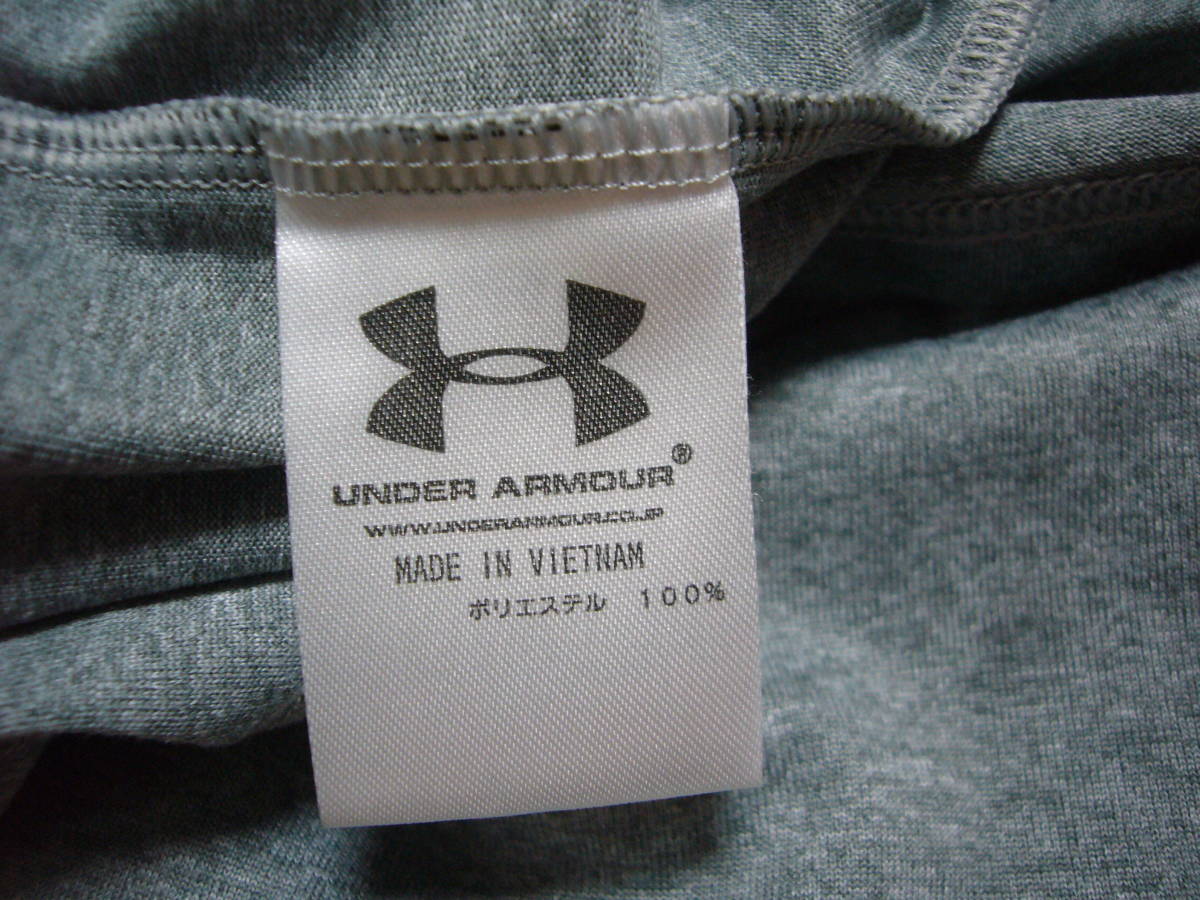 UNDER ARMOUR®
WWW.UNDERARMOUR.CO.JP
MADE IN VIETNAM
ポリエステル　１００％